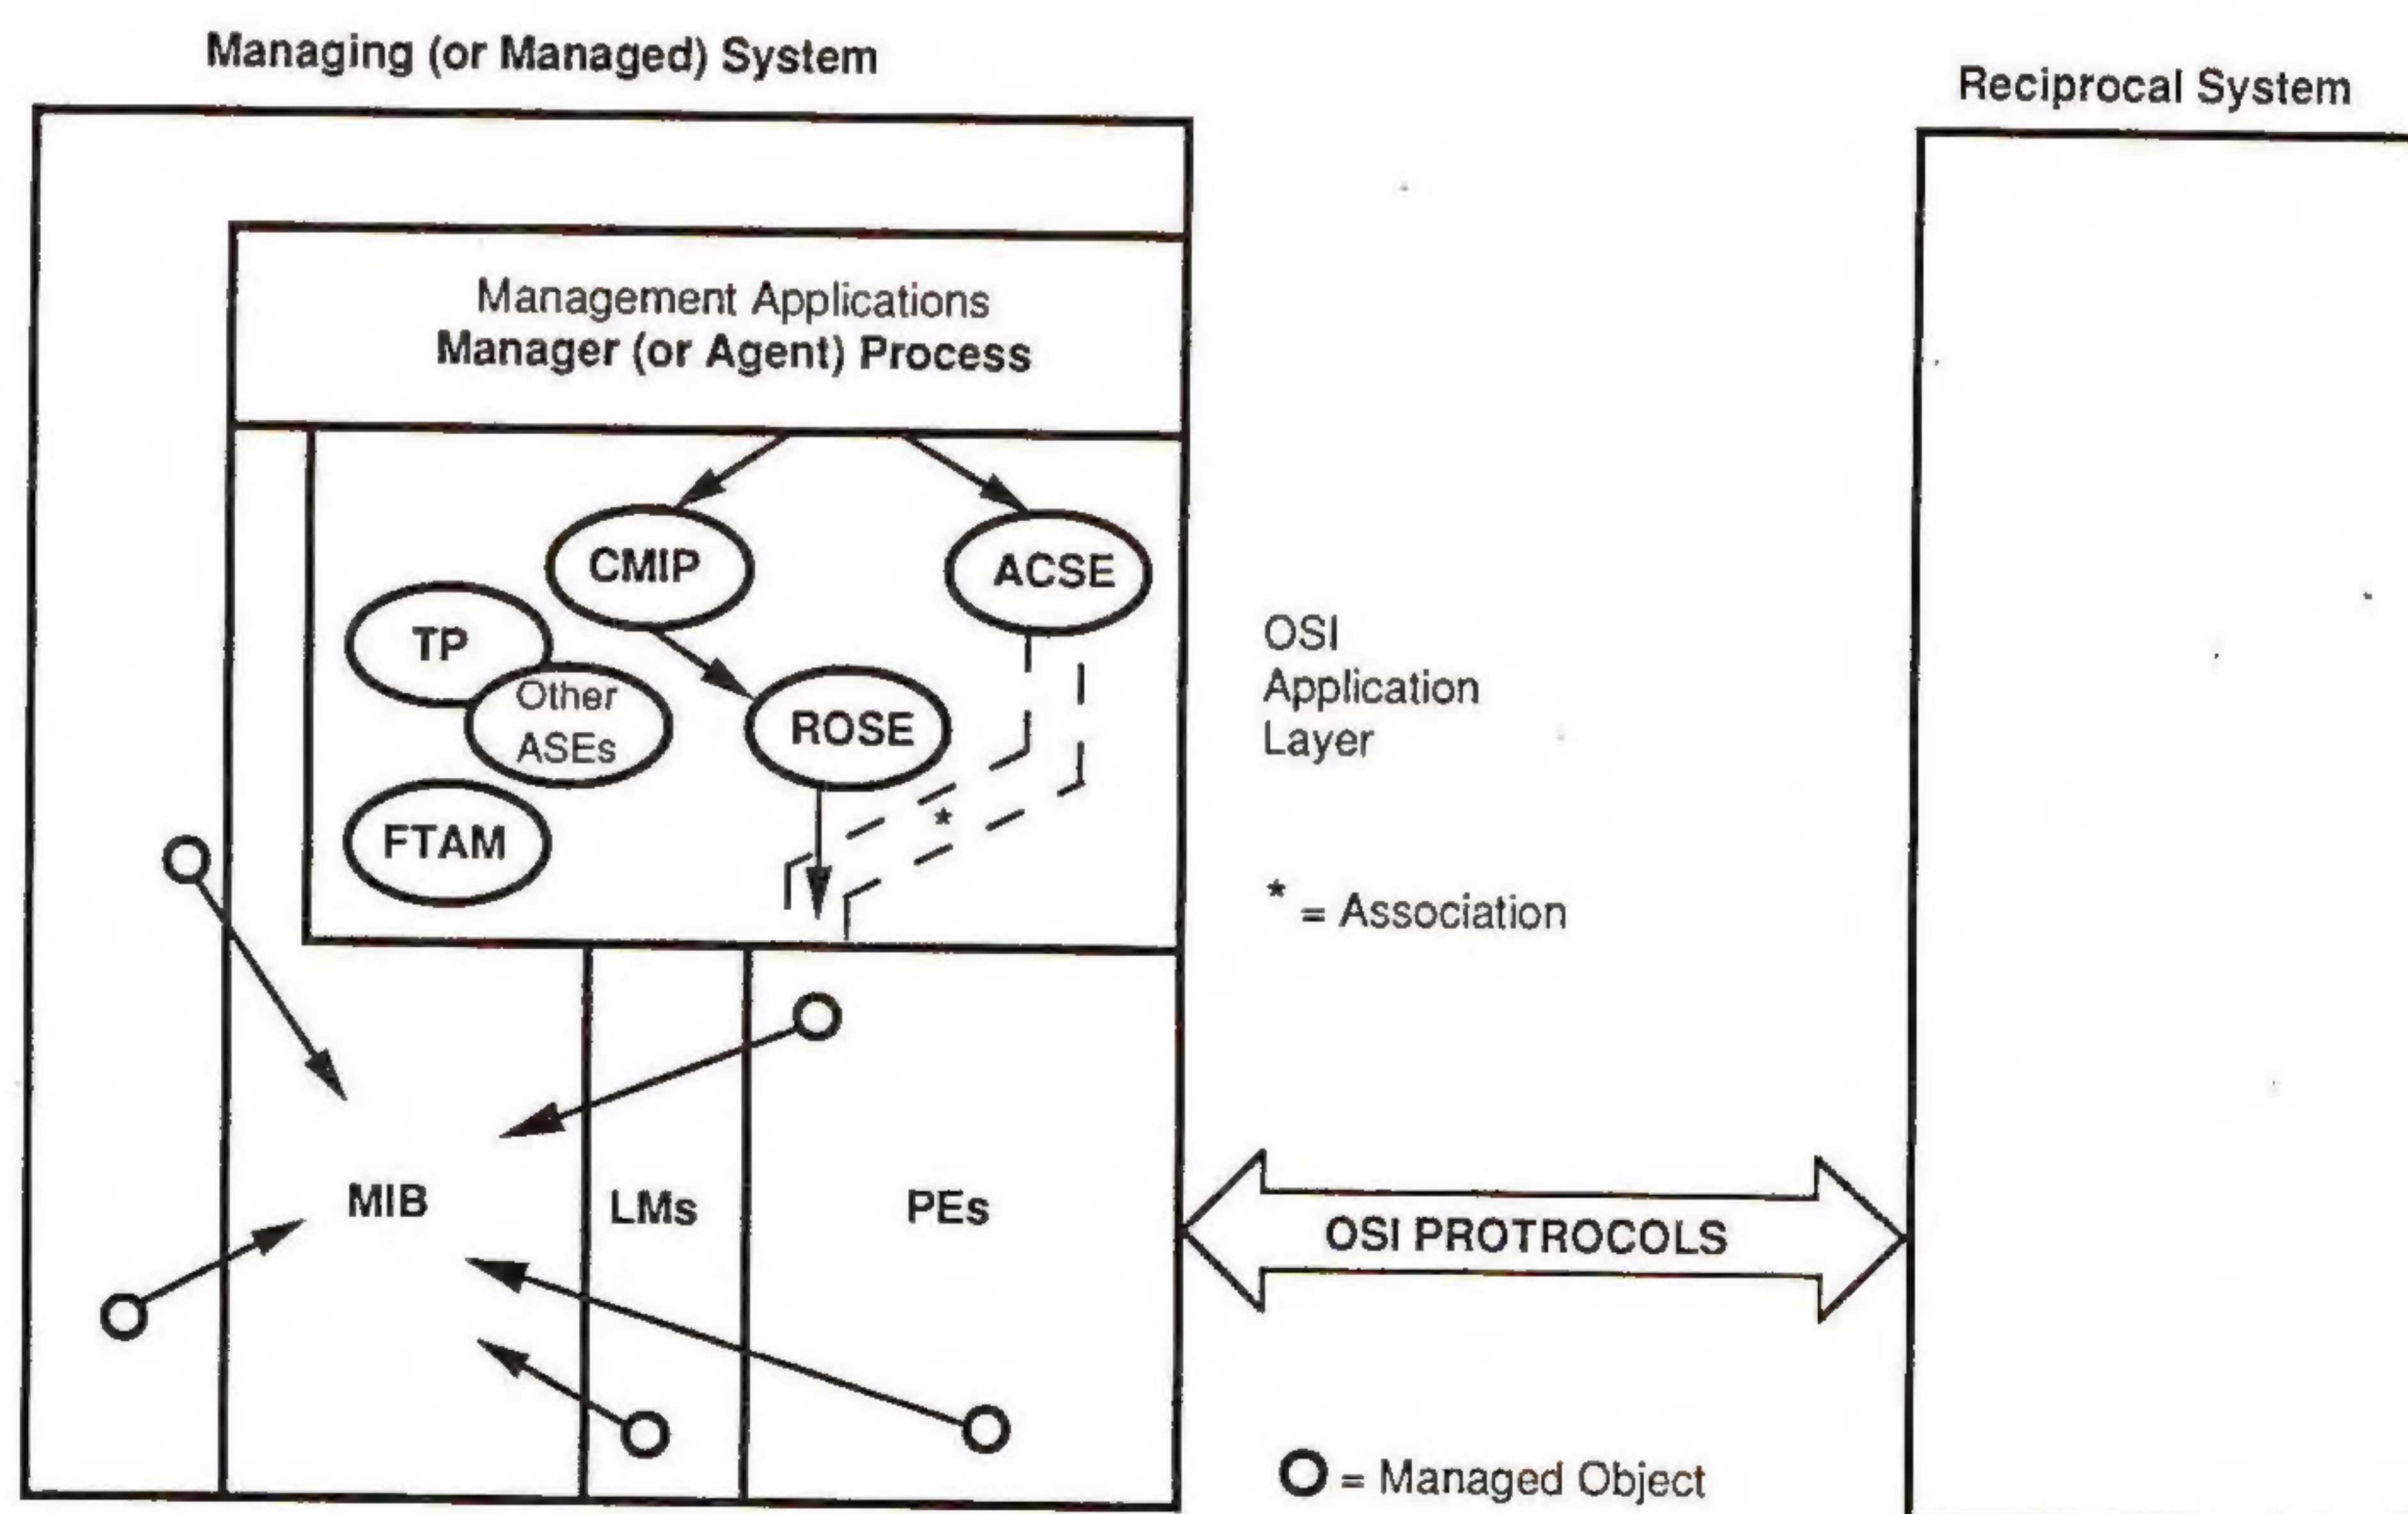 Managing (or Managed) System
Reciprocal System
Management Applications
Manager (or Agent) Process
CMIP
ACSE
TP
Other
ASEs
ROSE
FTAM
*
OSI
Application
Layer
* = Association
MIB
LMs
PEs
OSI PROTROCOLS
= Managed Object